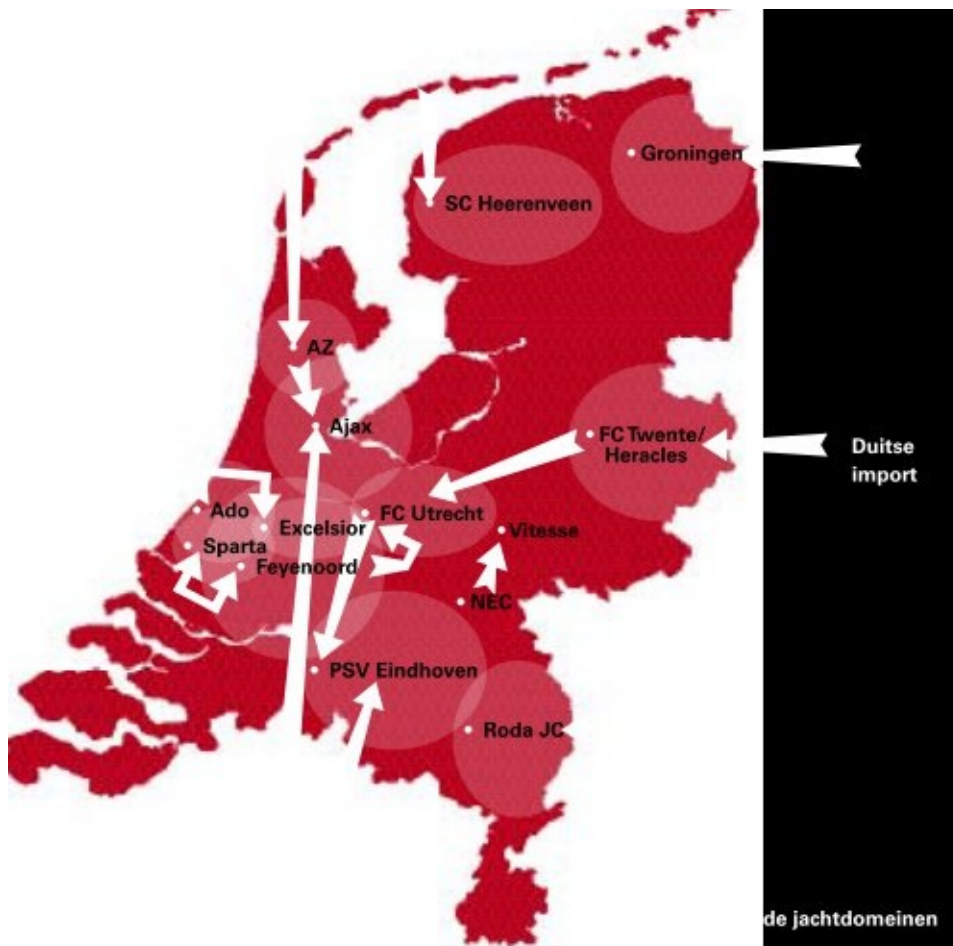 Groningen
SC Heerenveen
AZ
Ajax
FC Twente/
Heracles
Duitse
import
Ado
Excelsior
FC Utrecht
Vitesse
Sparta
Feyenoord
NEC
PSV Eindhoven
Roda JC
de jachtdomeinen